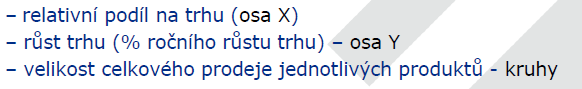 – relativní podíl na trhu (osa X)
– růst trhu (% ročního růstu trhu) – osa Y
– velikost celkového prodeje jednotlivých produktů - kruhy